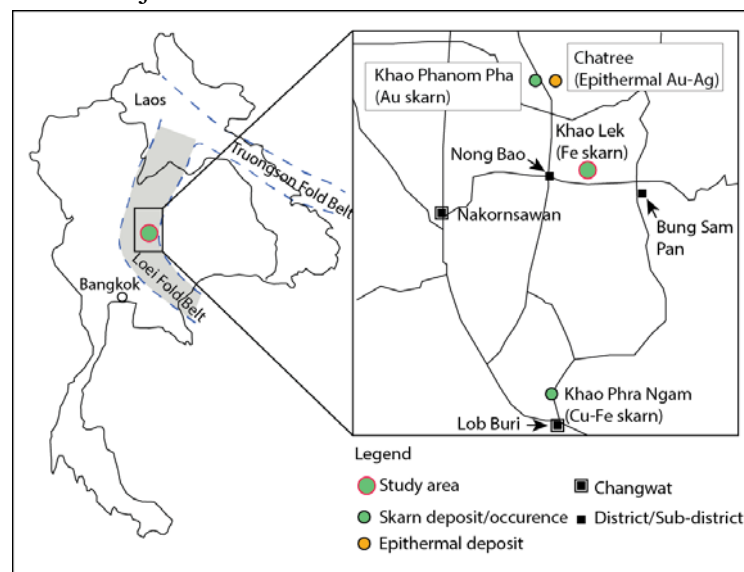 Laos
Truongson Fold Belt
Loei Fold Belt
Bangkok
Khao Phanom Pha
(Au skarn)
Chatree
(Epithermal Au-Ag)
Khao Lek
(Fe skarn)
Nong Bao
Nakornsawan
Bung Sam
Pan
Khao Phra Ngam
(Cu-Fe skarn)
Lob Buri
Legend
Study area
Changwat
Skarn deposit/occurence
District/Sub-district
Epithermal deposit